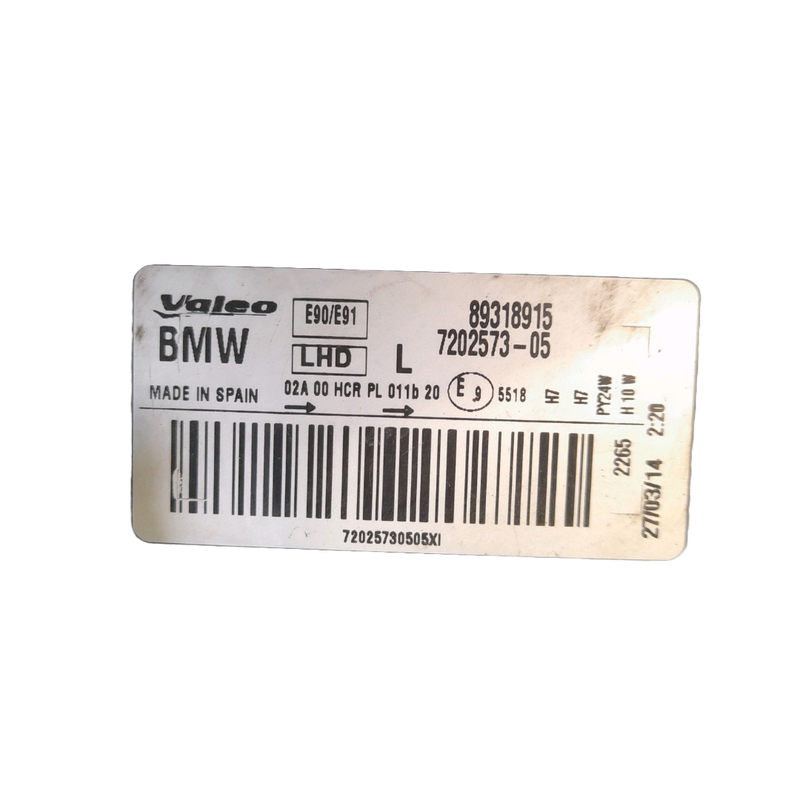 Valeo E90/E91 89318915
BMW LHD L 7202573-05
MADE IN SPAIN 02A 00 HCR PL 011b 20 E 9 5518 H7 H7 PY24W H10W
2265
27/03/14 2:20
72025730505XI